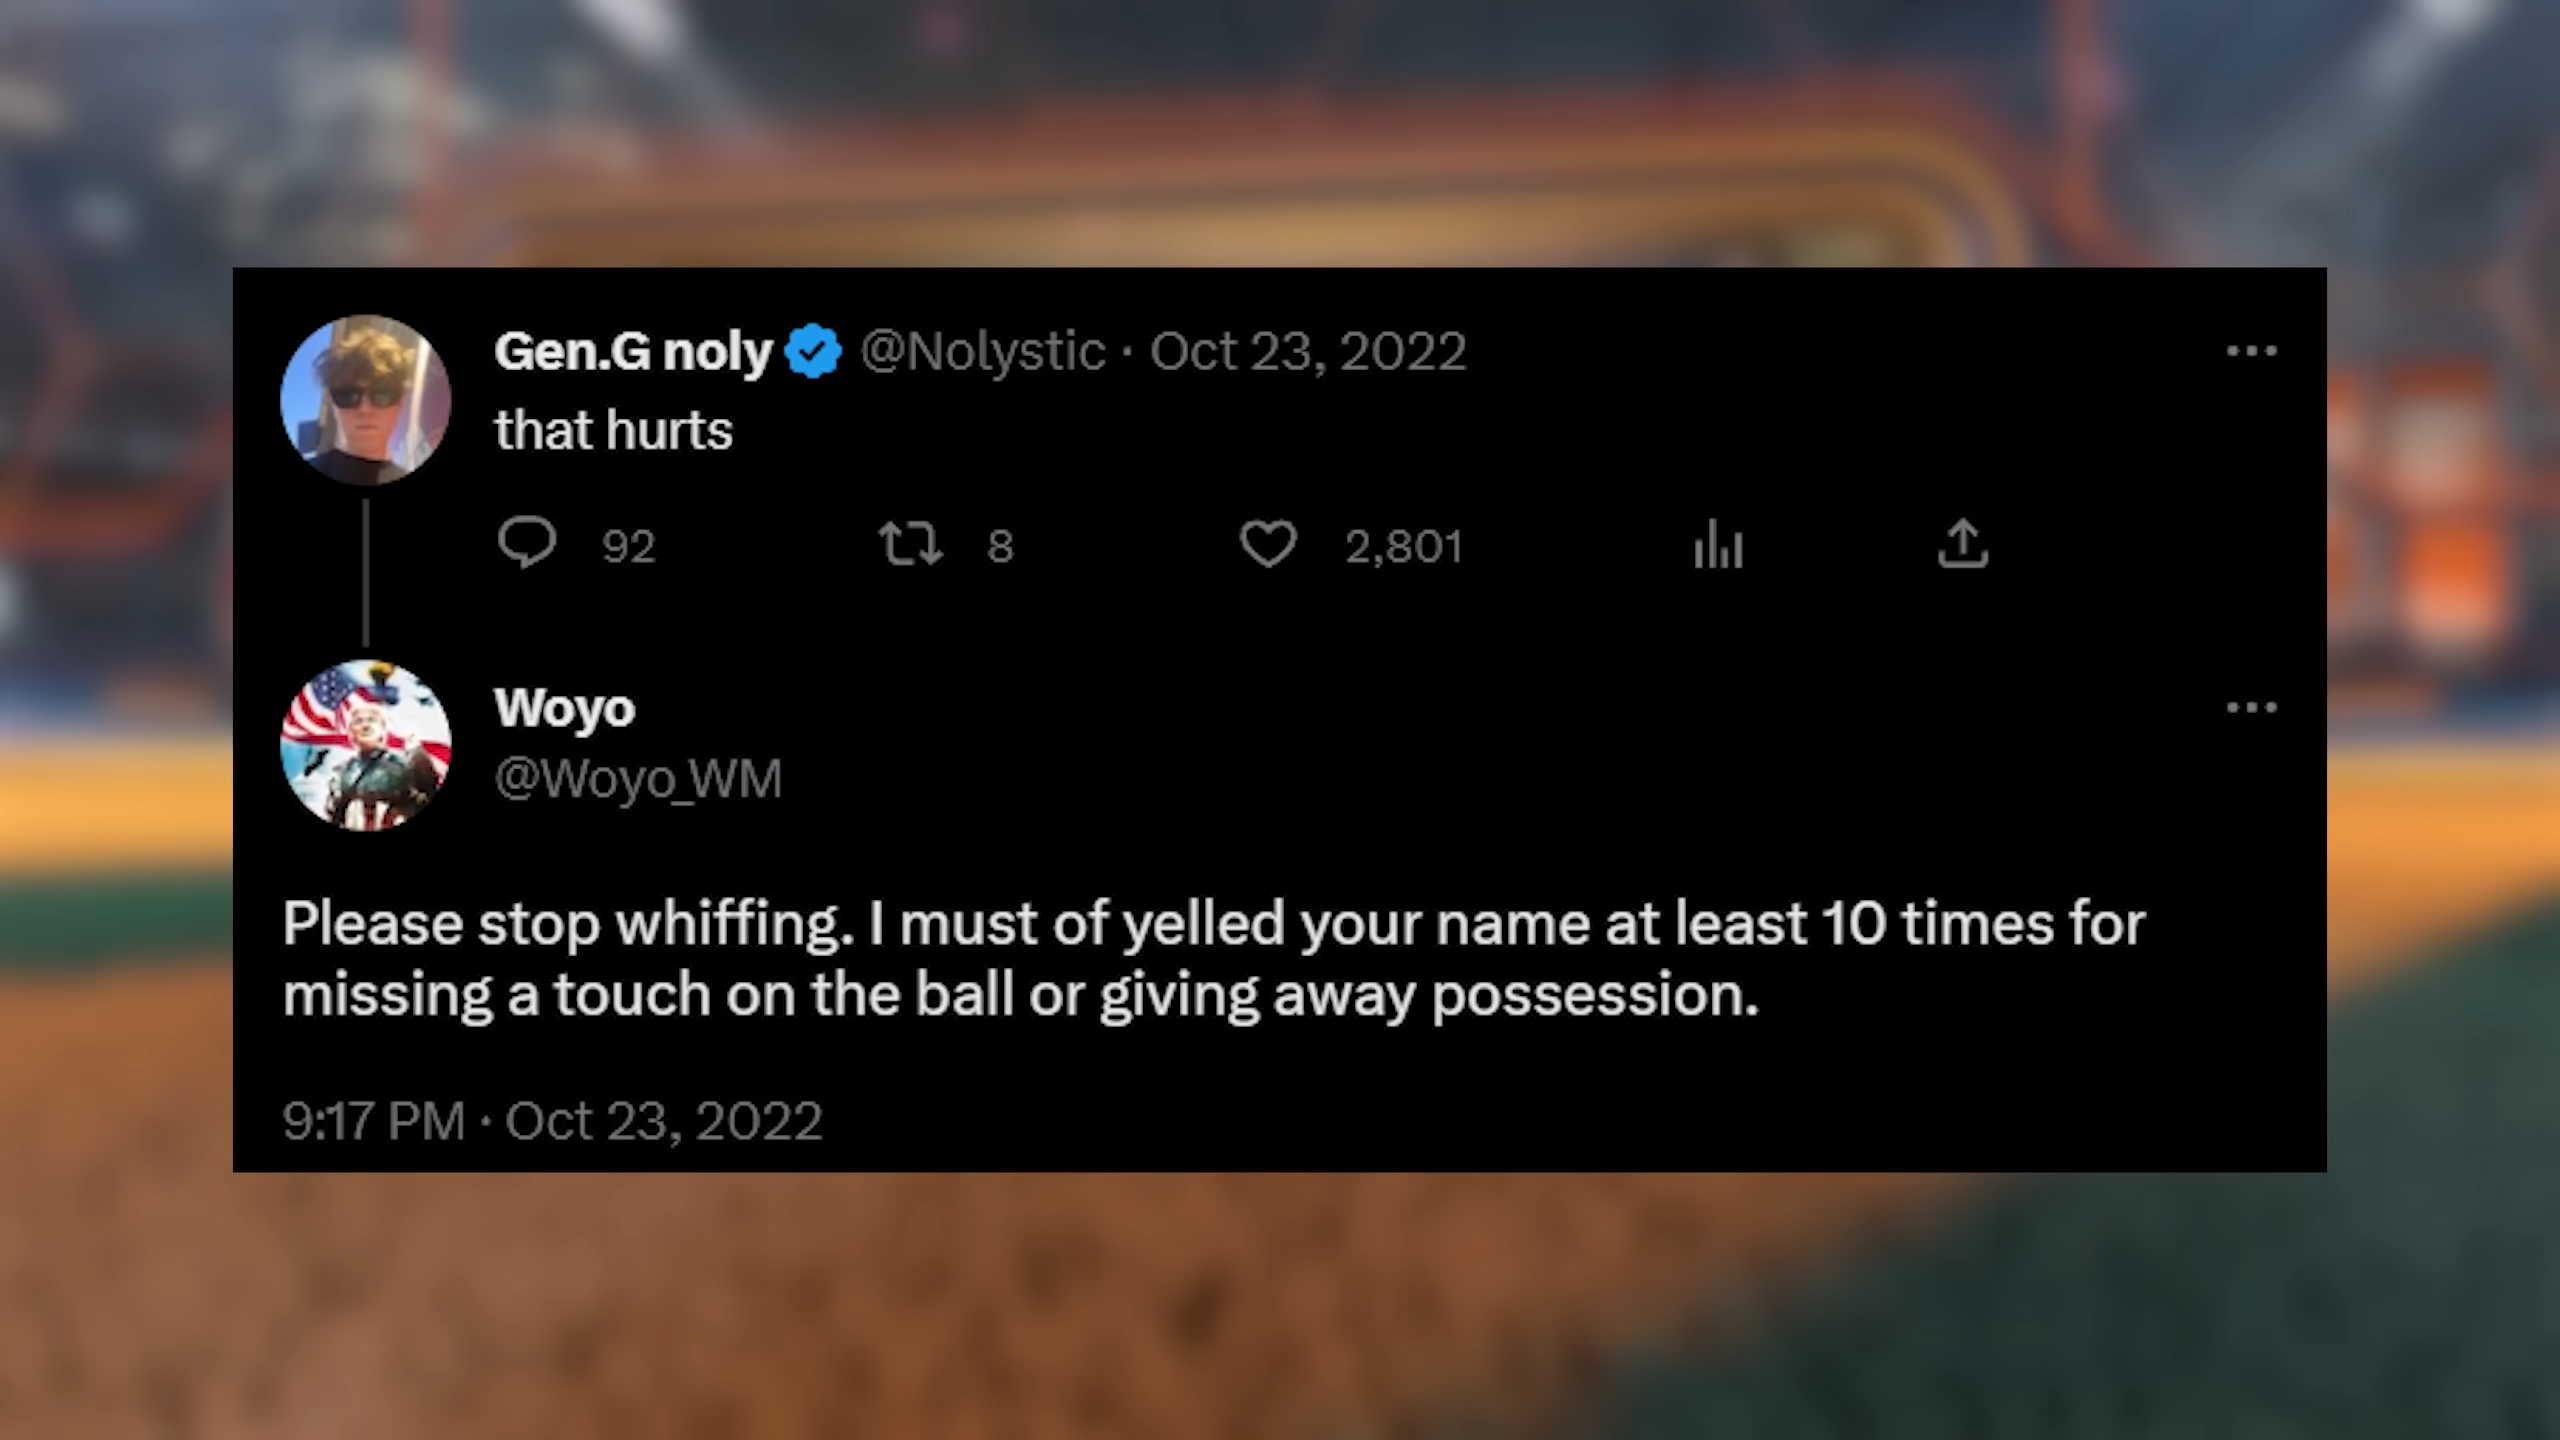 Gen.G noly @Nolystic · Oct 23, 2022
that hurts
92 8 2,801
Woyo
@Woyo_WM
Please stop whiffing. I must of yelled your name at least 10 times for
missing a touch on the ball or giving away possession.
9:17 PM · Oct 23, 2022